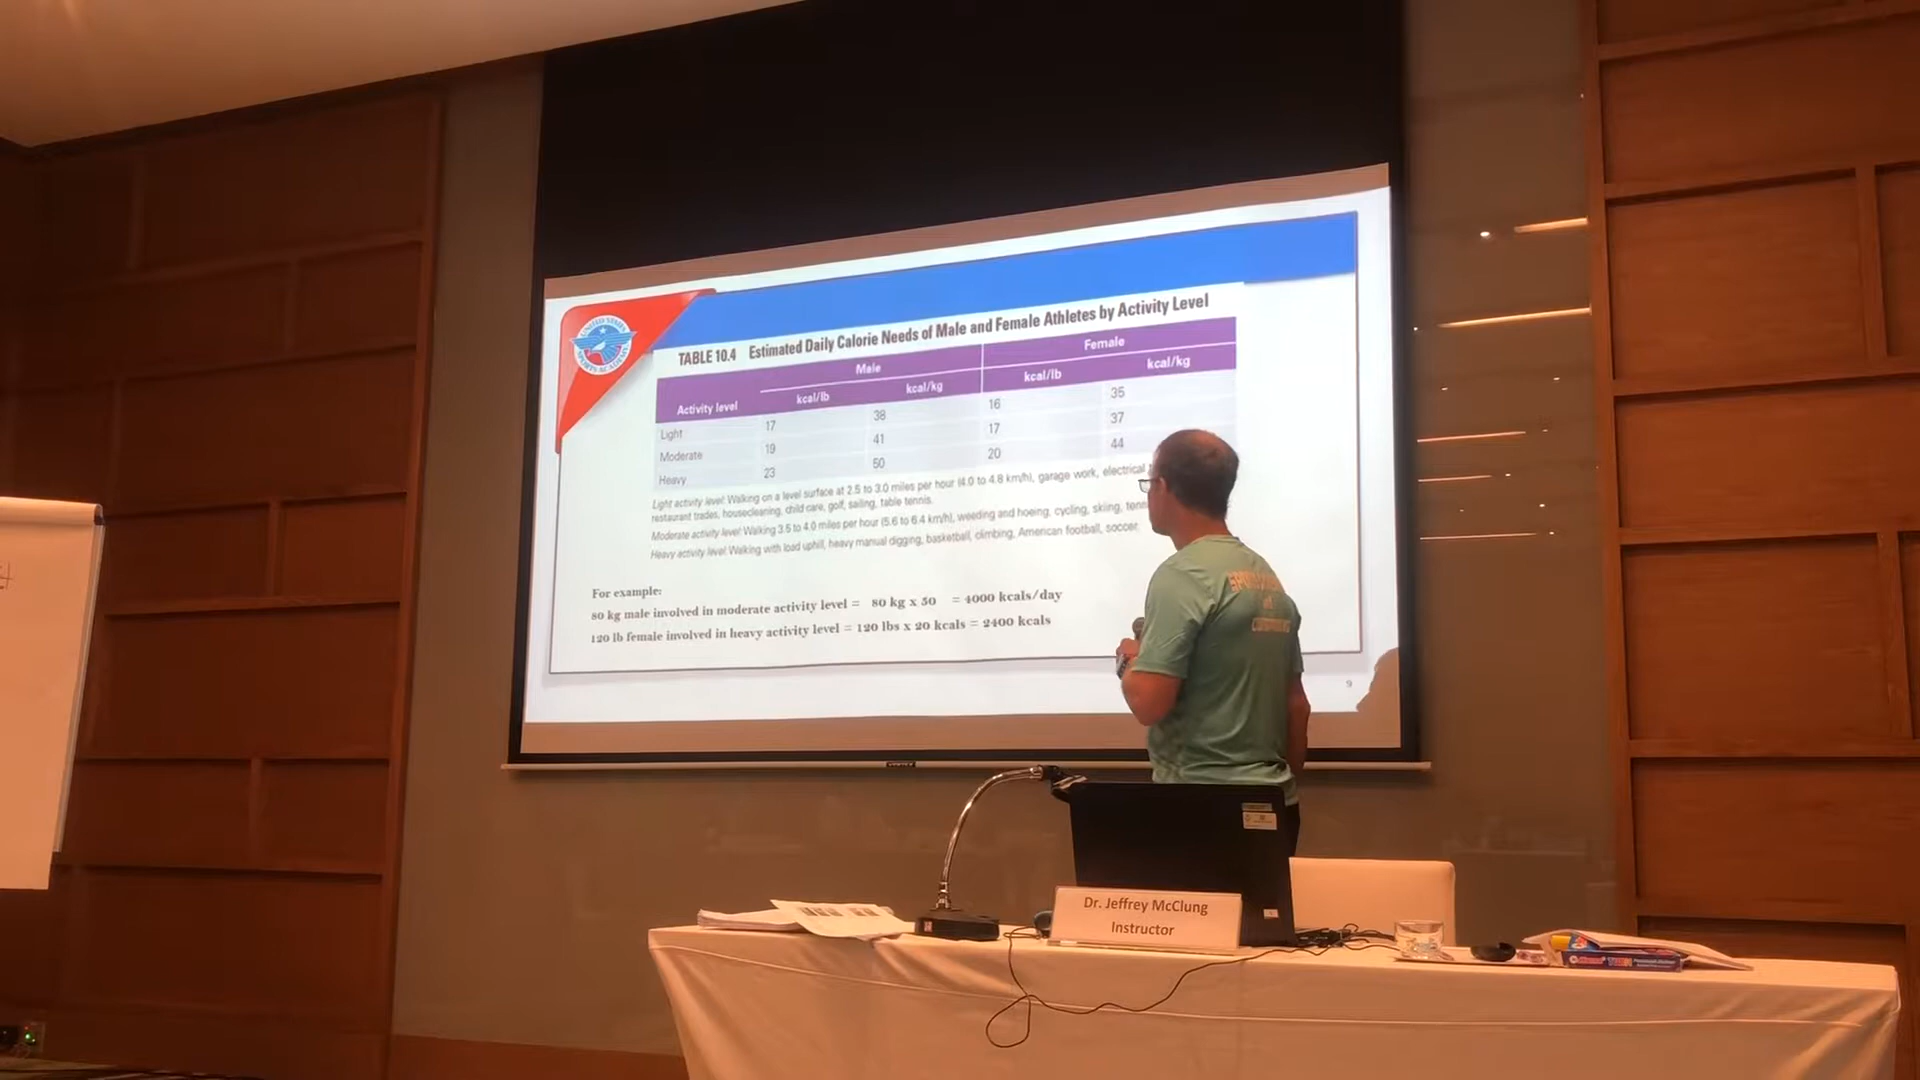 UNITED STATES
SPORTS ACADEMY
TABLE 10.4 Estimated Daily Calorie Needs of Male and Female Athletes by Activity Level
Male Female
Activity level kcal/lb kcal/kg kcal/lb kcal/kg
Light 17 38 16 35
Moderate 19 41 17 37
Heavy 23 50 20 44
Light activity level: Walking on a level surface at 2.5 to 3.0 miles per hour (4.0 to 4.8 km/h), garage work, electrical
restaurant trades, housecleaning, child care, golf, sailing, table tennis.
Moderate activity level: Walking 3.5 to 4.0 miles per hour (5.6 to 6.4 km/h), weeding and hoeing, cycling, skiing, tenn
Heavy activity level: Walking with load uphill, heavy manual digging, basketball, climbing, American football, soccer.
For example:
80 kg male involved in moderate activity level = 80 kg x 50 = 4000 kcals/day
120 lb female involved in heavy activity level = 120 lbs x 20 kcals = 2400 kcals
9
Dr. Jeffrey McClung
Instructor